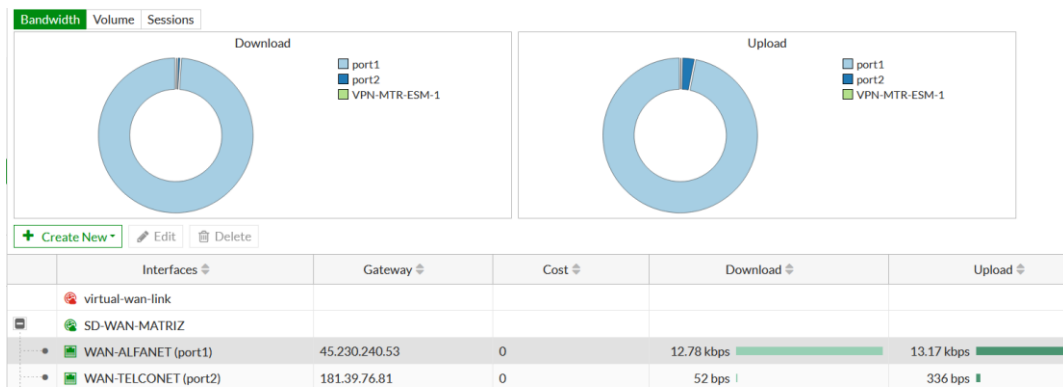 Bandwidth Volume Sessions
Download
port1
port2
VPN-MTR-ESM-1
Upload
port1
port2
VPN-MTR-ESM-1
+ Create New Edit Delete
Interfaces Gateway Cost Download Upload
virtual-wan-link
SD-WAN-MATRIZ
WAN-ALFANET (port1) 45.230.240.53 0 12.78 kbps 13.17 kbps
WAN-TELCONET (port2) 181.39.76.81 0 52 bps 336 bps